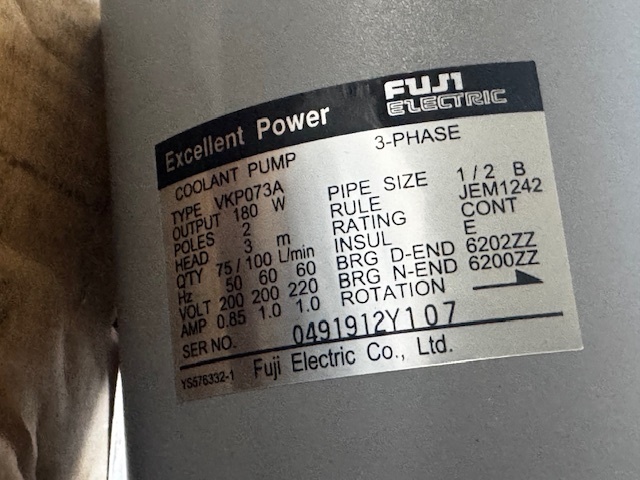 Excellent Power FUJI ELECTRIC
COOLANT PUMP 3-PHASE
TYPE VKP073A PIPE SIZE 1/2 B
OUTPUT 180 W RULE JEM1242
POLES 2 RATING CONT
HEAD 3 m INSUL E
QTY 75/100 L/min BRG D-END 6202ZZ
Hz 50 60 60 BRG N-END 6200ZZ
VOLT 200 200 220 ROTATION
AMP 0.85 1.0 1.0
SER NO. 0491912Y107
YS576332-1 Fuji Electric Co., Ltd.